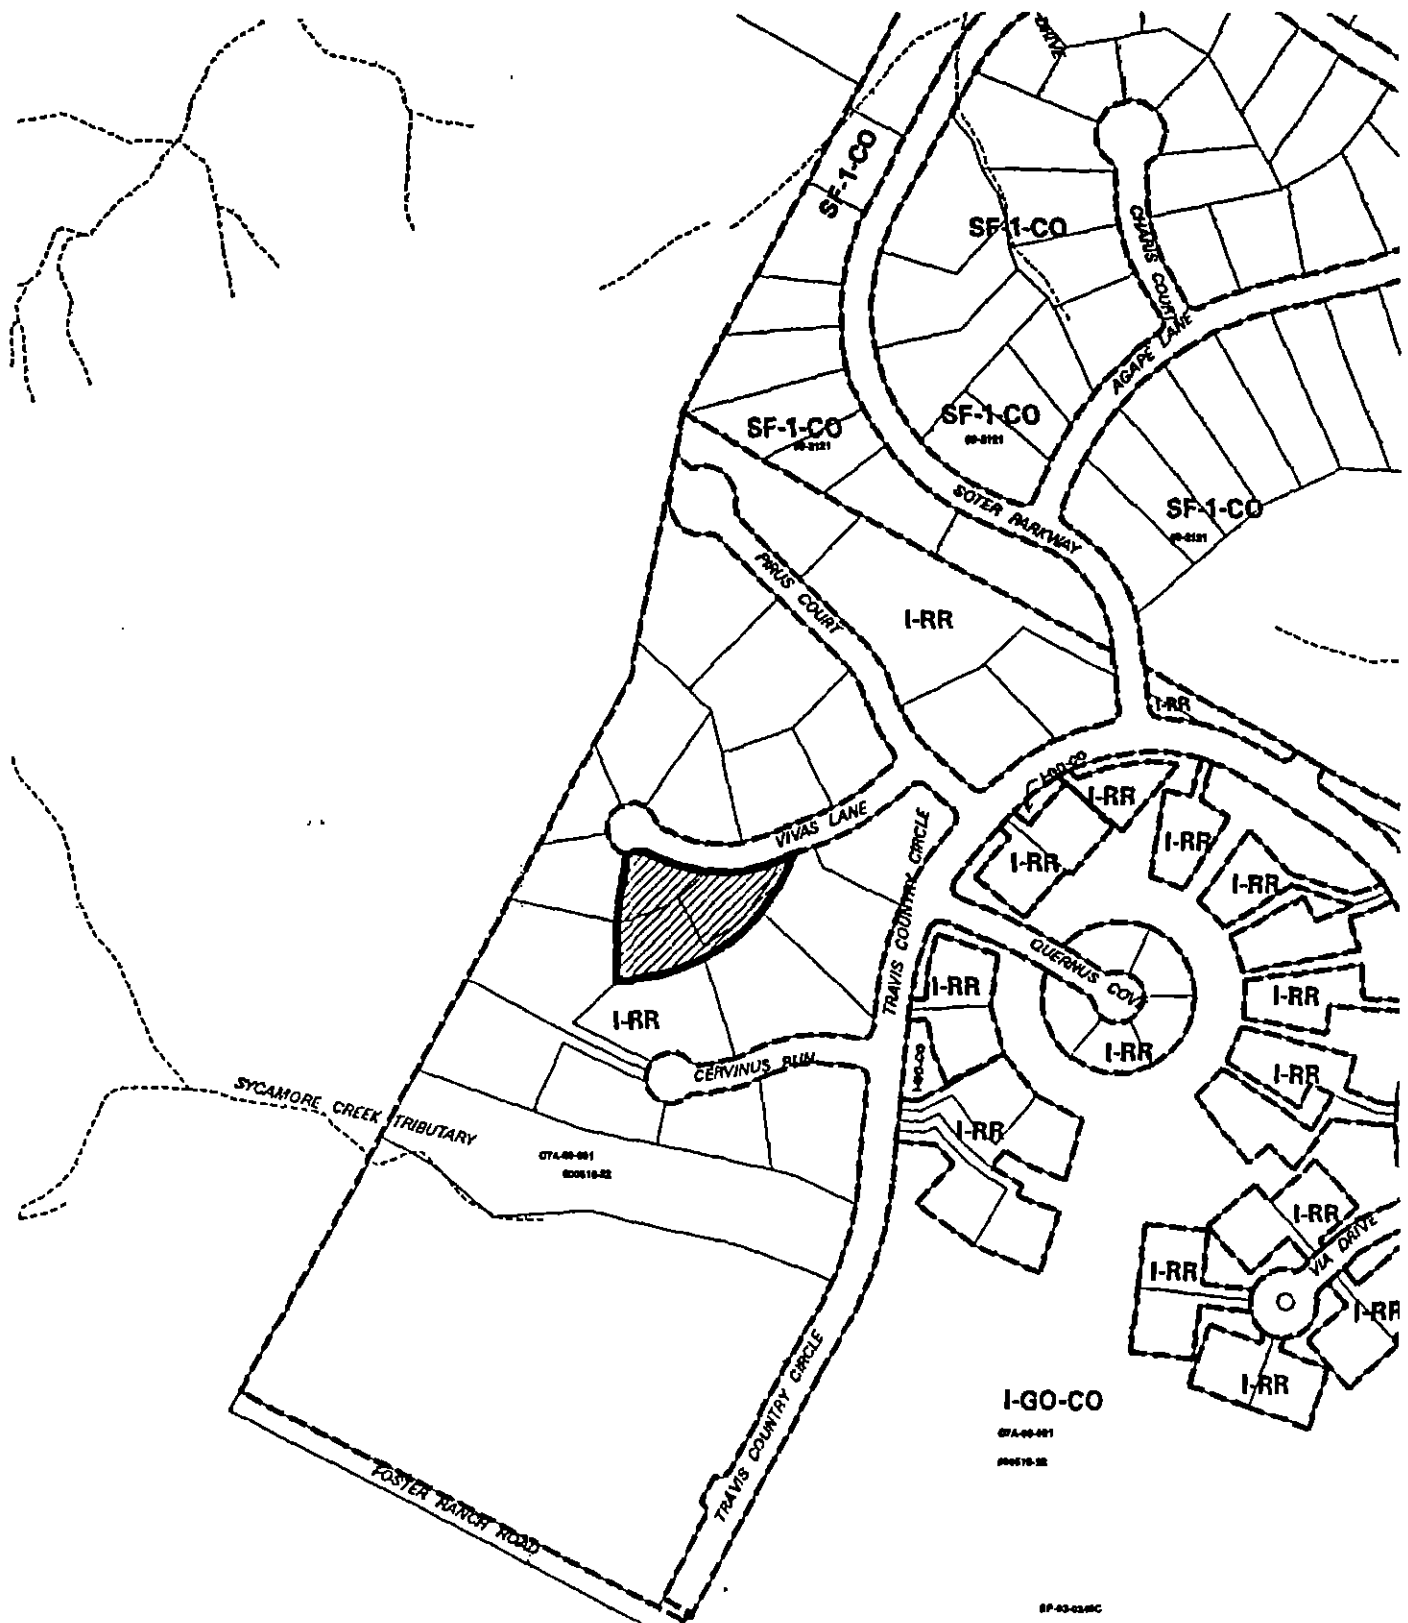 DRIVE
SF-1-CO
SF-1-CO
CHARIS COURT
AGAPE LANE
SF-1-CO
SF-1-CO
SF-1-CO
SOTER PARKWAY
PIRUS COURT
I-RR
I-RR
I-RR
VIVAS LANE
TRAVIS COUNTRY CIRCLE
I-RR
I-RR
I-RR
QUERNUS COVE
I-RR
I-RR
I-RR
I-RR
CERVINUS RUN
I-RR
I-RR
SYCAMORE CREEK TRIBUTARY
I-RR
I-RR
VIA DRIVE
I-RR
I-RR
I-RR
TRAVIS COUNTRY CIRCLE
I-GO-CO
FOSTER RANCH ROAD